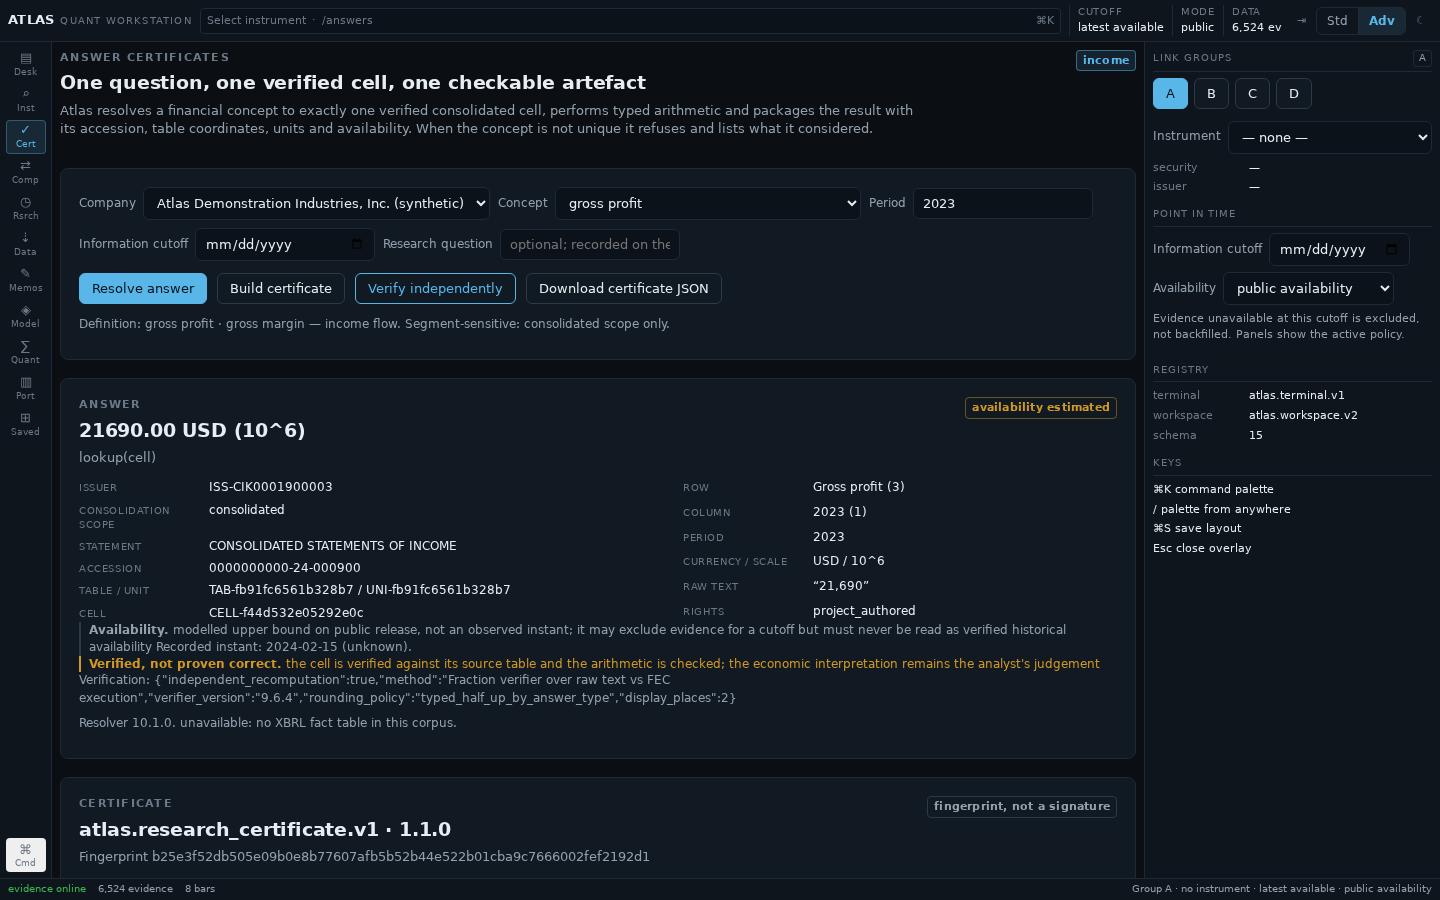 ATLAS QUANT WORKSTATION
Select instrument · /answers ⌘K
CUTOFF
latest available
MODE
public
DATA
6,524 ev
Std Adv
Desk
Inst
Cert
Comp
Rsrch
Data
Memos
Model
Quant
Port
Saved
Cmd
ANSWER CERTIFICATES
income
One question, one verified cell, one checkable artefact
Atlas resolves a financial concept to exactly one verified consolidated cell, performs typed arithmetic and packages the result with
its accession, table coordinates, units and availability. When the concept is not unique it refuses and lists what it considered.
Company Atlas Demonstration Industries, Inc. (synthetic) Concept gross profit Period 2023
Information cutoff mm/dd/yyyy Research question optional; recorded on the
Resolve answer Build certificate Verify independently Download certificate JSON
Definition: gross profit · gross margin — income flow. Segment-sensitive: consolidated scope only.
ANSWER
availability estimated
21690.00 USD (10^6)
lookup(cell)
ISSUER ISS-CIK0001900003
CONSOLIDATION SCOPE consolidated
STATEMENT CONSOLIDATED STATEMENTS OF INCOME
ACCESSION 0000000000-24-000900
TABLE / UNIT TAB-fb91fc6561b328b7 / UNI-fb91fc6561b328b7
CELL CELL-f44d532e05292e0c
ROW Gross profit (3)
COLUMN 2023 (1)
PERIOD 2023
CURRENCY / SCALE USD / 10^6
RAW TEXT “21,690”
RIGHTS project_authored
Availability. modelled upper bound on public release, not an observed instant; it may exclude evidence for a cutoff but must never be read as verified historical
availability Recorded instant: 2024-02-15 (unknown).
Verified, not proven correct. the cell is verified against its source table and the arithmetic is checked; the economic interpretation remains the analyst's judgement
Verification: {"independent_recomputation":true,"method":"Fraction verifier over raw text vs FEC
execution","verifier_version":"9.6.4","rounding_policy":"typed_half_up_by_answer_type","display_places":2}
Resolver 10.1.0. unavailable: no XBRL fact table in this corpus.
CERTIFICATE
fingerprint, not a signature
atlas.research_certificate.v1 · 1.1.0
Fingerprint b25e3f52db505e09b0e8b77607afb5b52b44e522b01cba9c7666002fef2192d1
LINK GROUPS A
A B C D
Instrument — none —
security —
issuer —
POINT IN TIME
Information cutoff mm/dd/yyyy
Availability public availability
Evidence unavailable at this cutoff is excluded,
not backfilled. Panels show the active policy.
REGISTRY
terminal atlas.terminal.v1
workspace atlas.workspace.v2
schema 15
KEYS
⌘K command palette
/ palette from anywhere
⌘S save layout
Esc close overlay
evidence online 6,524 evidence 8 bars
Group A · no instrument · latest available · public availability